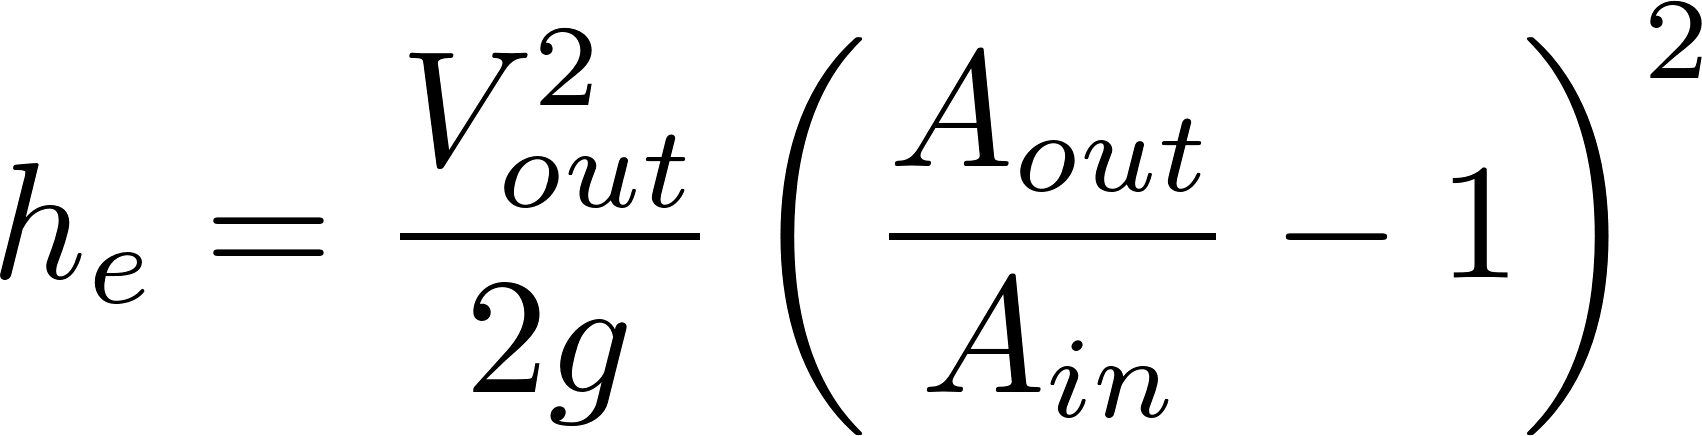 h_e = \frac{V_{out}^2}{2g} \left( \frac{A_{out}}{A_{in}} - 1 \right)^2